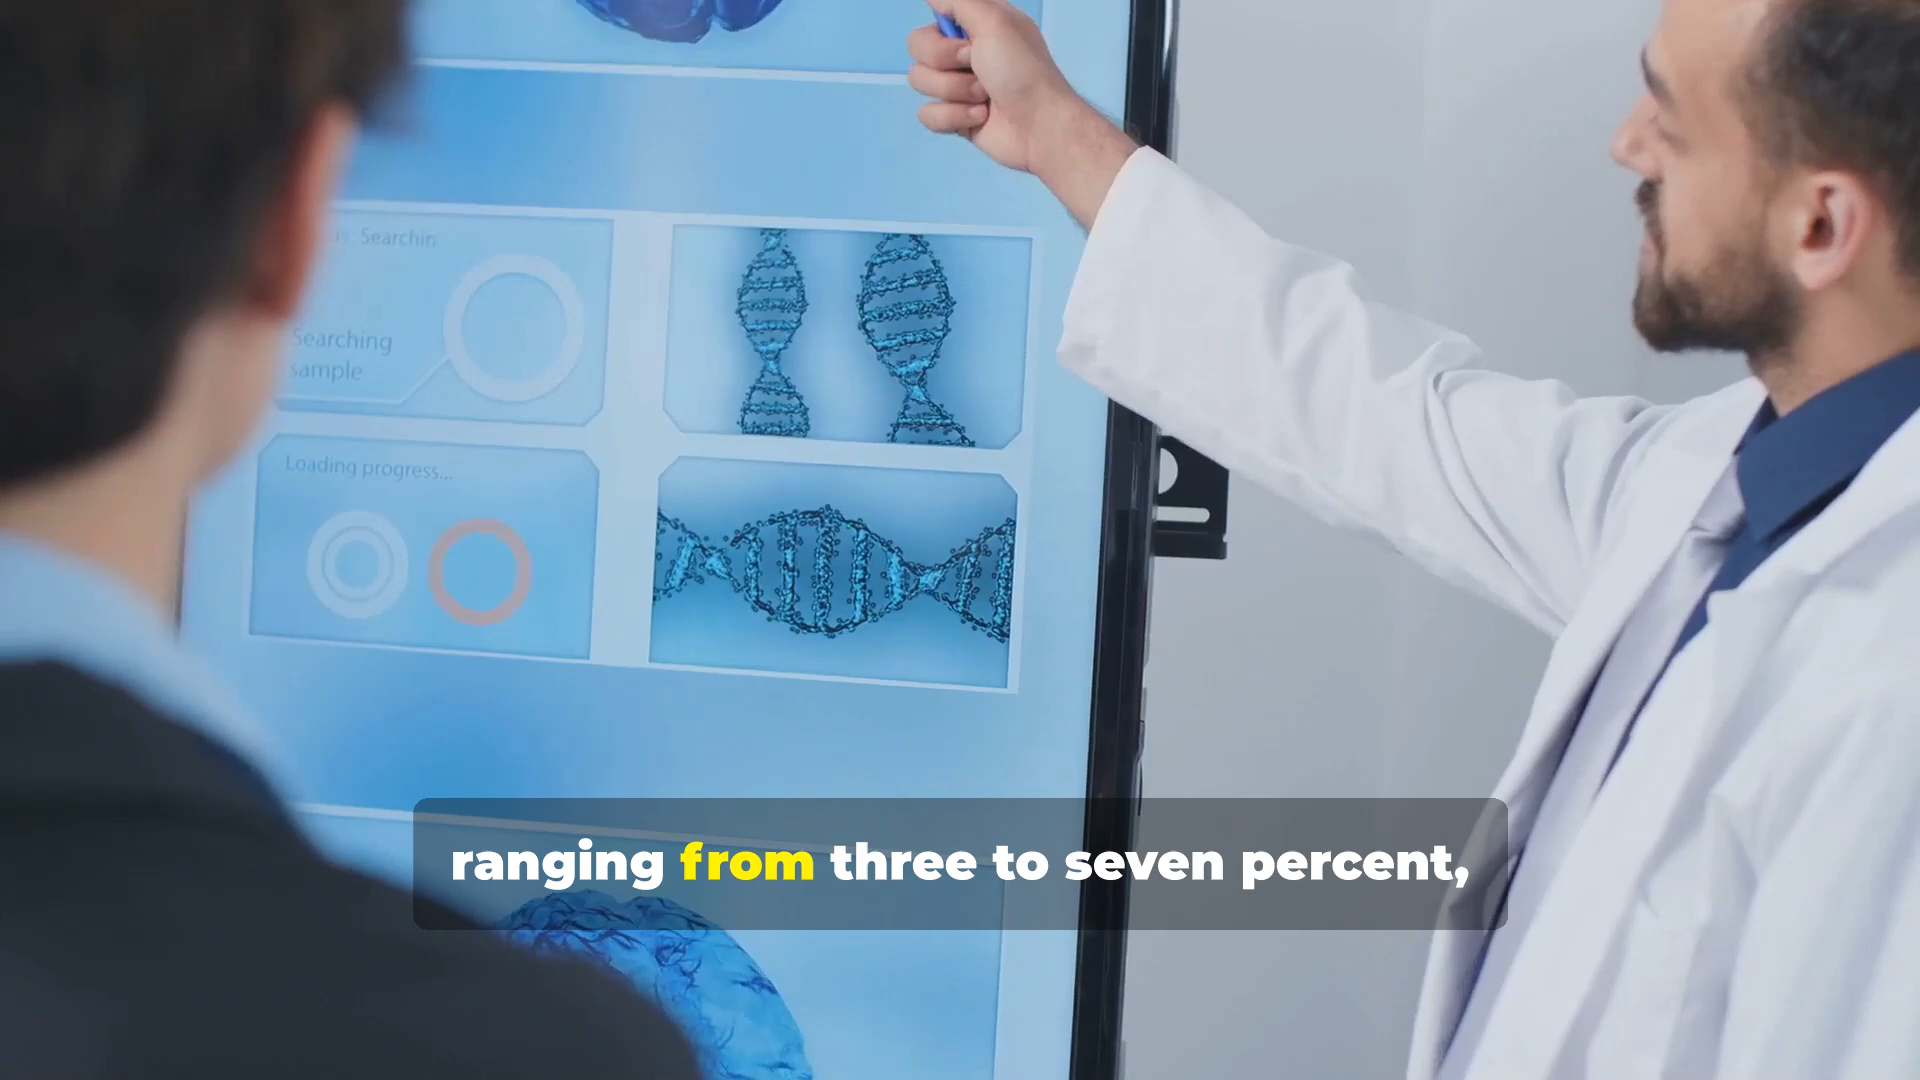 Searchin
Searching
sample
Loading progress...
ranging from three to seven percent,